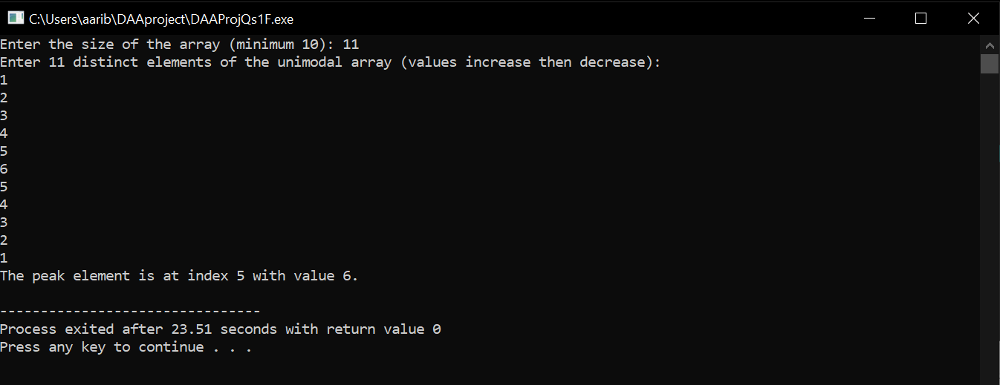 C:\Users\aarib\DAAproject\DAAProjQs1F.exe
Enter the size of the array (minimum 10): 11
Enter 11 distinct elements of the unimodal array (values increase then decrease):
1
2
3
4
5
6
5
4
3
2
1
The peak element is at index 5 with value 6.
--------------------------------
Process exited after 23.51 seconds with return value 0
Press any key to continue . . .